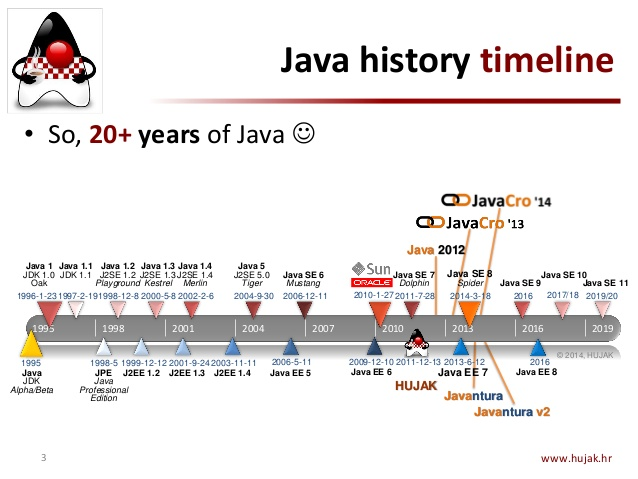 Java history timeline
• So, 20+ years of Java ☺
JavaCro '14
JavaCro '13
Java 2012
Java 1
JDK 1.0
Oak
1996-1-23
Java 1.1
JDK 1.1
1997-2-19
Java 1.2
J2SE 1.2
Playground
1998-12-8
Java 1.3
J2SE 1.3
Kestrel
2000-5-8
Java 1.4
J2SE 1.4
Merlin
2002-2-6
Java 5
J2SE 5.0
Tiger
2004-9-30
Java SE 6
Mustang
2006-12-11
Sun
ORACLE
2010-1-27
Java SE 7
Dolphin
2011-7-28
Java SE 8
Spider
2014-3-18
Java SE 9
2016
Java SE 10
2017/18
Java SE 11
2019/20
1995 1998 2001 2004 2007 2010 2013 2016 2019
© 2014, HUJAK
1995
Java
JDK
Alpha/Beta
1998-5
JPE
Java
Professional
Edition
1999-12-12
J2EE 1.2
2001-9-24
J2EE 1.3
2003-11-11
J2EE 1.4
2006-5-11
Java EE 5
2009-12-10
Java EE 6
2011-12-13
HUJAK
2013-6-12
Java EE 7
2016
Java EE 8
Javantura
Javantura v2
3
www.hujak.hr